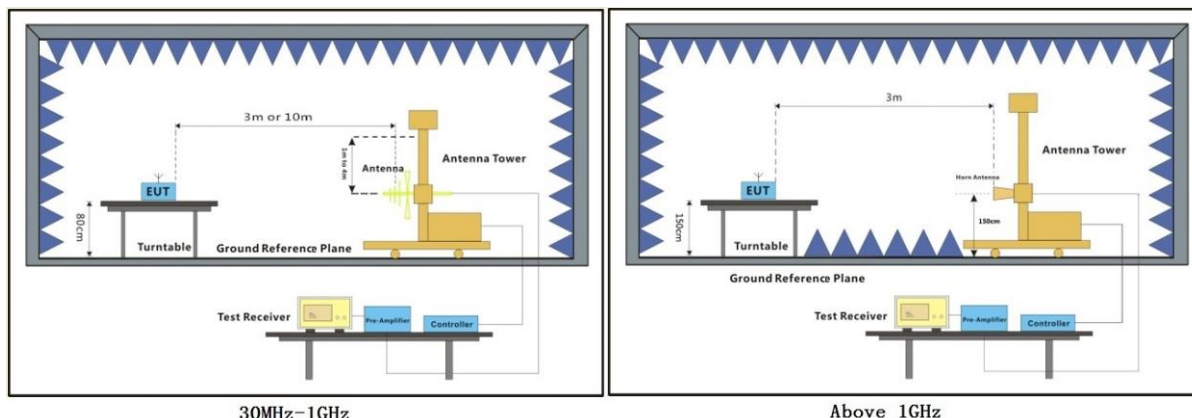 3m or 10m
1m to 4m
Antenna
Antenna Tower
EUT
80cm
Turntable
Ground Reference Plane
Test Receiver
Pre-Amplifier
Controller
30MHz-1GHz
3m
Antenna Tower
Horn Antenna
EUT
150cm
150cm
Turntable
Ground Reference Plane
Test Receiver
Pre-Amplifier
Controller
Above 1GHz